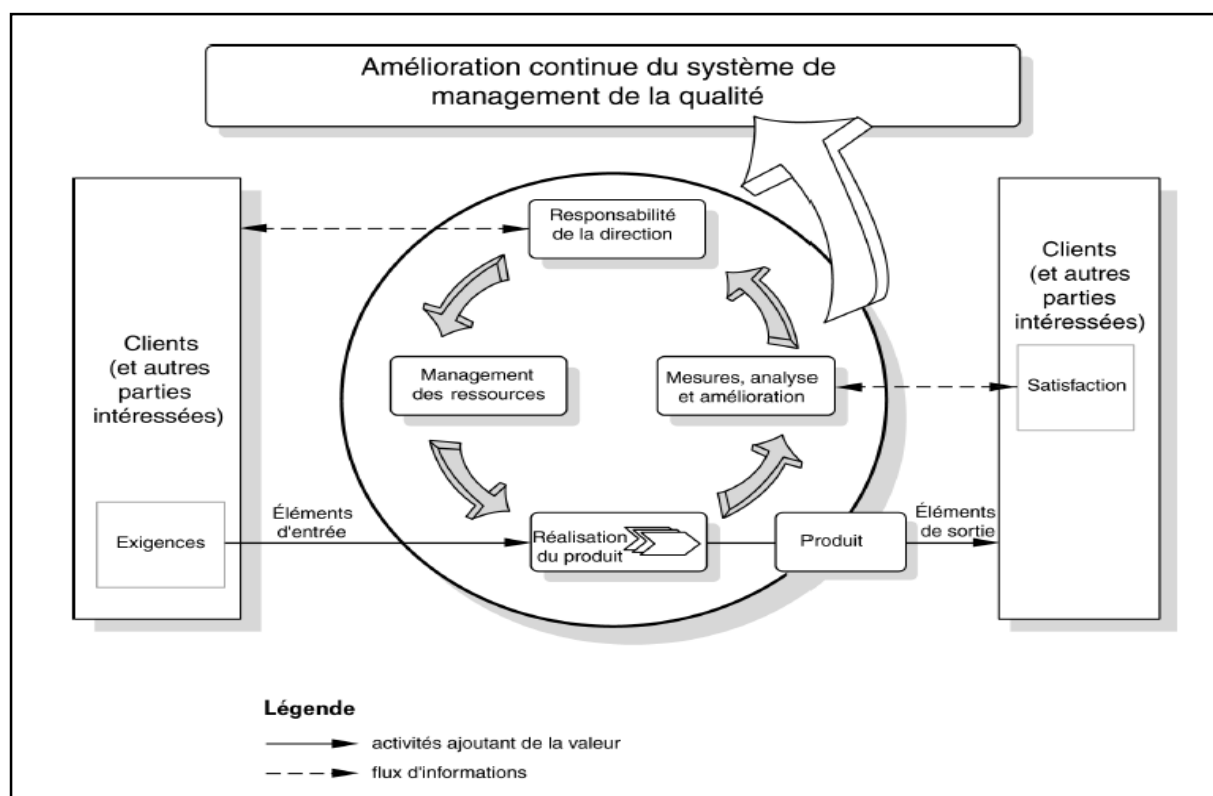 Amélioration continue du système de
management de la qualité
Responsabilité
de la direction
Clients
(et autres
parties
intéressées)
Clients
(et autres
parties
intéressées)
Management
des ressources
Mesures, analyse
et amélioration
Satisfaction
Exigences
Éléments
d'entrée
Réalisation
du produit
Produit
Éléments
de sortie
Légende
activités ajoutant de la valeur
flux d'informations